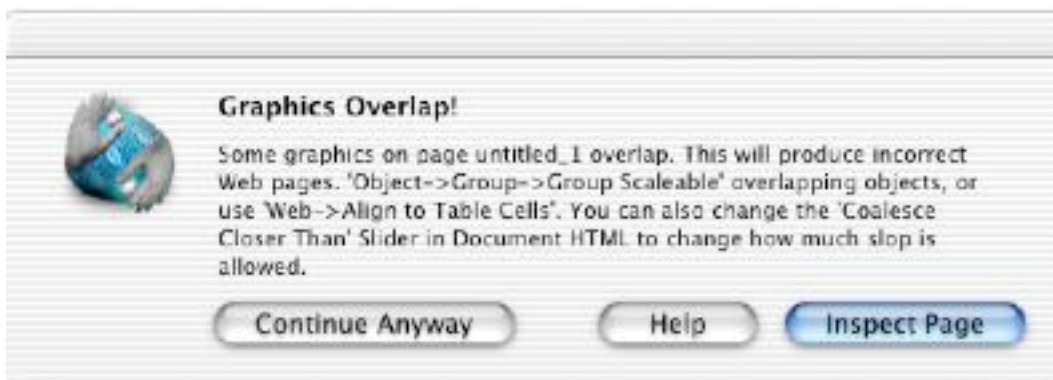 Graphics Overlap!
Some graphics on page untitled_1 overlap. This will produce incorrect
Web pages. 'Object->Group->Group Scaleable' overlapping objects, or
use 'Web->Align to Table Cells'. You can also change the 'Coalesce
Closer Than' Slider in Document HTML to change how much slop is
allowed.
Continue Anyway Help Inspect Page